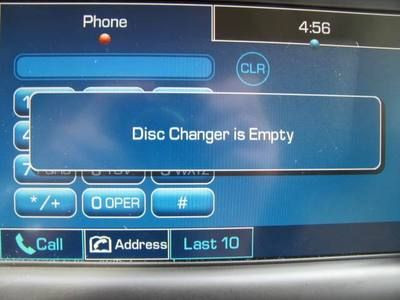 Phone
4:56
CLR
Disc Changer is Empty
*/+
0 OPER
#
Call
Address
Last 10